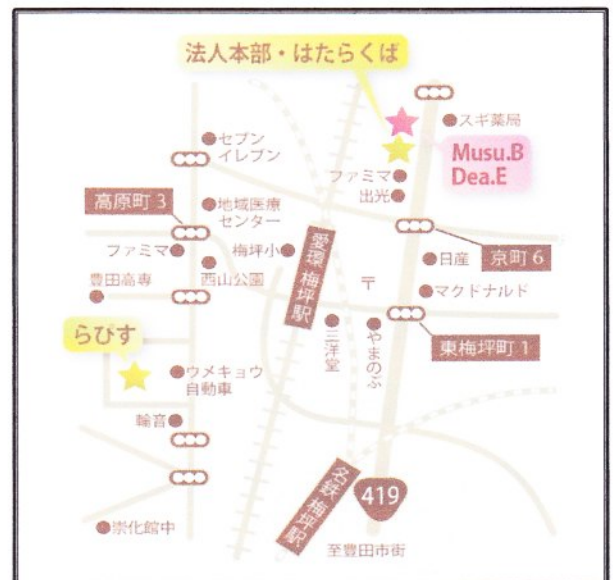 法人本部・はたらくば
スギ薬局
セブン
イレブン
Musu.B
Dea.E
ファミマ
出光
高原町 3
地域医療
センター
ファミマ
梅坪小
愛環 梅坪駅
日産
京町 6
豊田高専
西山公園
〒
マクドナルド
らぴす
三洋堂
やまのぶ
東梅坪町 1
ウメキョウ
自動車
輪音
名鉄 梅坪駅
419
崇化館中
至豊田市街